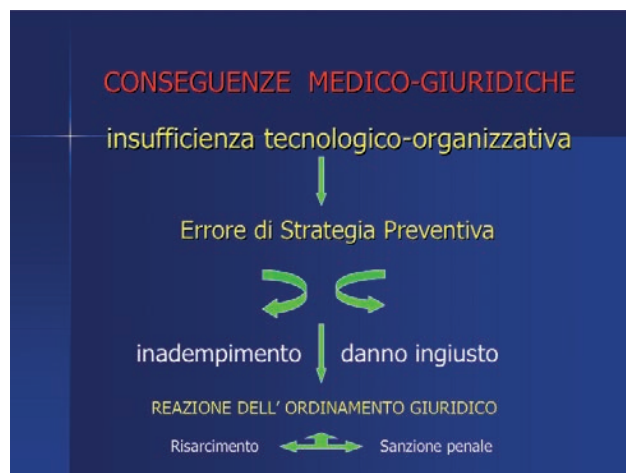 CONSEGUENZE MEDICO-GIURIDICHE
insufficienza tecnologico-organizzativa
Errore di Strategia Preventiva
inadempimento danno ingiusto
REAZIONE DELL' ORDINAMENTO GIURIDICO
Risarcimento Sanzione penale